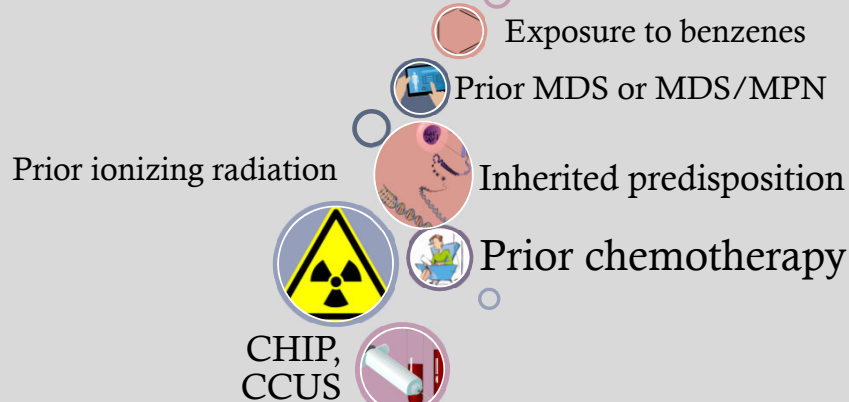 Exposure to benzenes
Prior MDS or MDS/MPN
Prior ionizing radiation
Inherited predisposition
Prior chemotherapy
CHIP,
CCUS